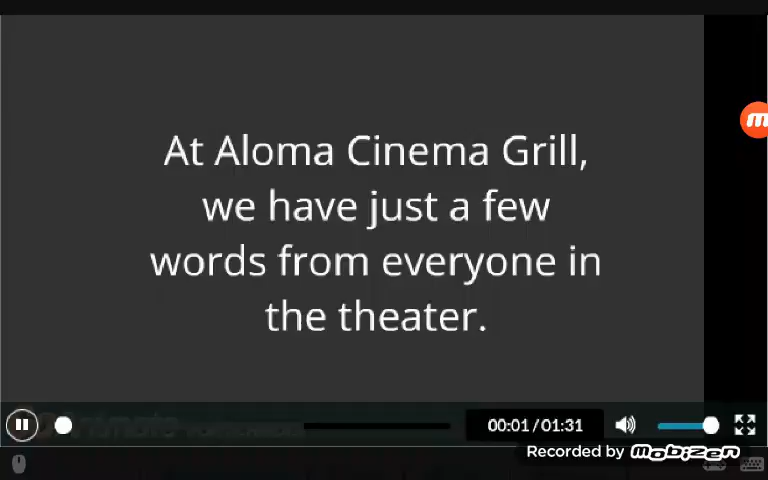 At Aloma Cinema Grill,
we have just a few
words from everyone in
the theater.
00:01 / 01:31
Recorded by Mobizen